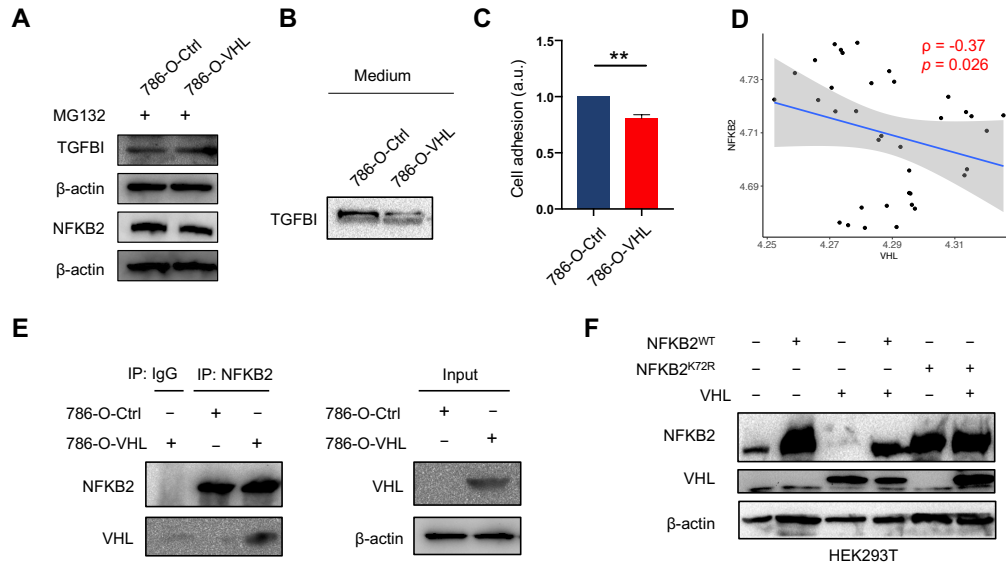 A
786-O-Ctrl
786-O-VHL
MG132 + +
TGFBI
β-actin
NFKB2
β-actin
B
Medium
786-O-Ctrl
786-O-VHL
TGFBI
C
Cell adhesion (a.u.)
1.5
1.0
0.5
0.0
**
786-O-Ctrl
786-O-VHL
D
ρ = -0.37
p = 0.026
NFKB2
4.73
4.71
4.69
4.25 4.27 4.29 4.31
VHL
E
IP: IgG IP: NFKB2
786-O-Ctrl – + –
786-O-VHL + – +
NFKB2
VHL
Input
786-O-Ctrl + –
786-O-VHL – +
VHL
β-actin
F
NFKB2WT – + – + – –
NFKB2K72R – – – – + +
VHL – – + + – +
NFKB2
VHL
β-actin
HEK293T